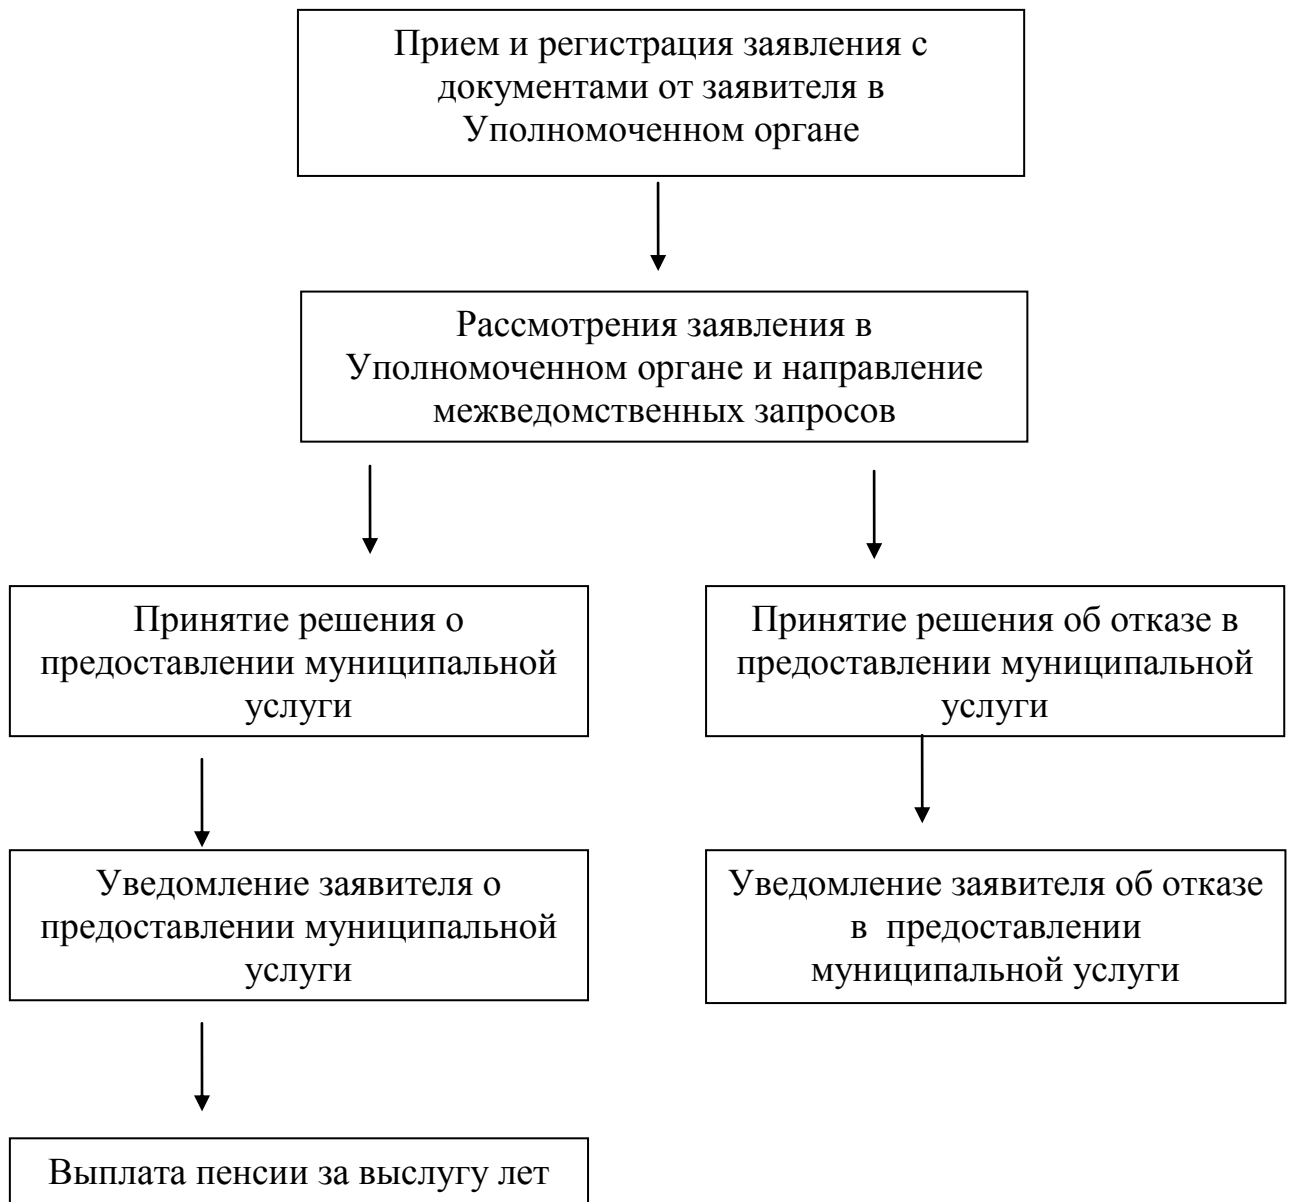 Прием и регистрация заявления с
документами от заявителя в
Уполномоченном органе
Рассмотрения заявления в
Уполномоченном органе и направление
межведомственных запросов
Принятие решения о
предоставлении муниципальной
услуги
Принятие решения об отказе в
предоставлении муниципальной
услуги
Уведомление заявителя о
предоставлении муниципальной
услуги
Уведомление заявителя об отказе
в  предоставлении
муниципальной услуги
Выплата пенсии за выслугу лет